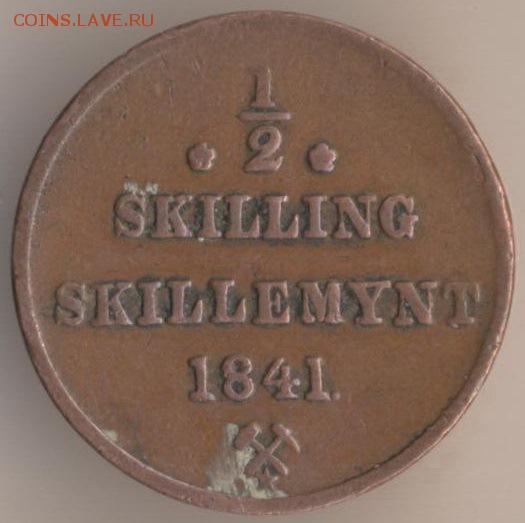 COINS.LAVE.RU
1/2
SKILLING
SKILLEMYNT
1841.